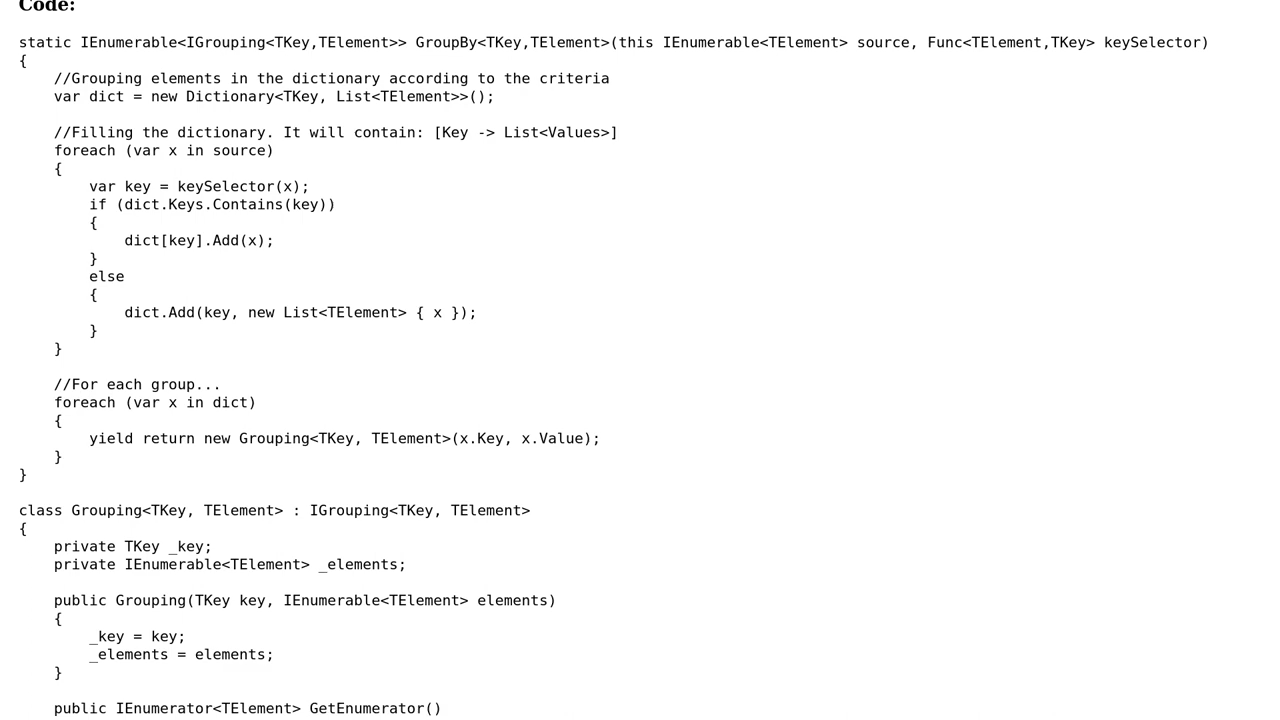 Code:
static IEnumerable<IGrouping<TKey,TElement>> GroupBy<TKey,TElement>(this IEnumerable<TElement> source, Func<TElement,TKey> keySelector)
{
    //Grouping elements in the dictionary according to the criteria
    var dict = new Dictionary<TKey, List<TElement>>();

    //Filling the dictionary. It will contain: [Key -> List<Values>]
    foreach (var x in source)
    {
        var key = keySelector(x);
        if (dict.Keys.Contains(key))
        {
            dict[key].Add(x);
        }
        else
        {
            dict.Add(key, new List<TElement> { x });
        }
    }

    //For each group...
    foreach (var x in dict)
    {
        yield return new Grouping<TKey, TElement>(x.Key, x.Value);
    }
}

class Grouping<TKey, TElement> : IGrouping<TKey, TElement>
{
    private TKey _key;
    private IEnumerable<TElement> _elements;

    public Grouping(TKey key, IEnumerable<TElement> elements)
    {
        _key = key;
        _elements = elements;
    }

    public IEnumerator<TElement> GetEnumerator()